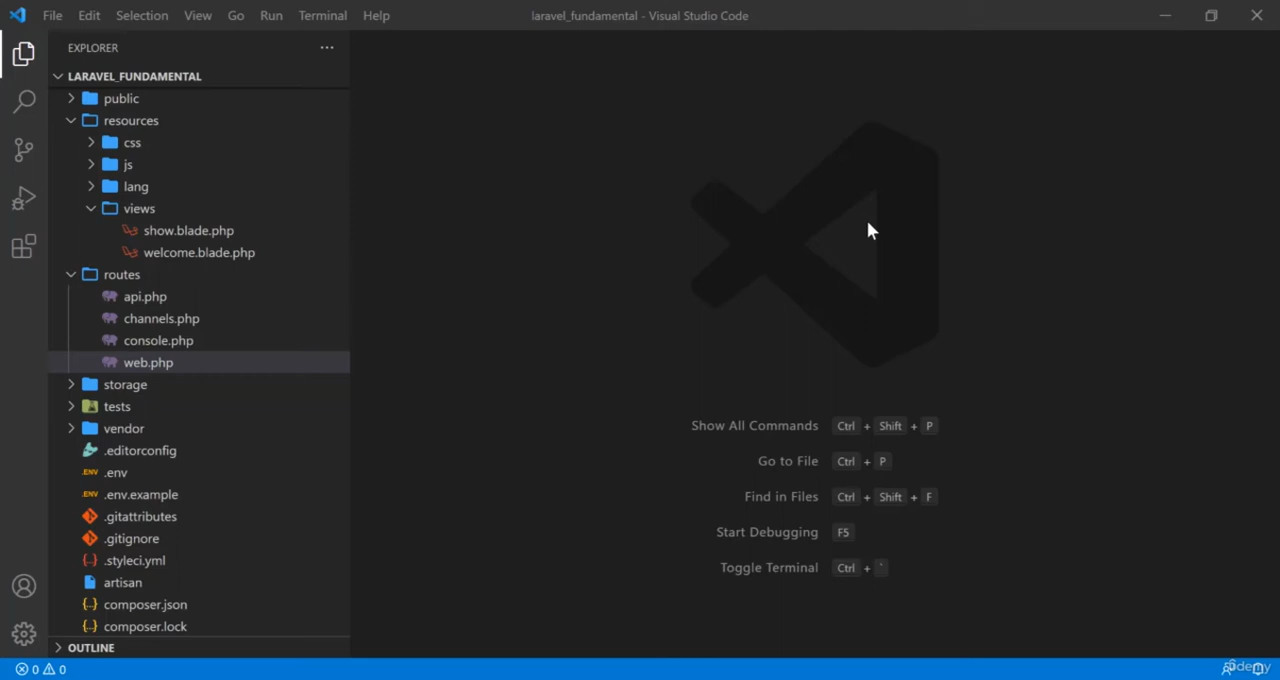 File Edit Selection View Go Run Terminal Help
laravel_fundamental - Visual Studio Code
EXPLORER
LARAVEL_FUNDAMENTAL
public
resources
css
js
lang
views
show.blade.php
welcome.blade.php
routes
api.php
channels.php
console.php
web.php
storage
tests
vendor
.editorconfig
.ENV .env
.ENV .env.example
.gitattributes
.gitignore
.styleci.yml
artisan
composer.json
composer.lock
OUTLINE
Show All Commands Ctrl + Shift + P
Go to File Ctrl + P
Find in Files Ctrl + Shift + F
Start Debugging F5
Toggle Terminal Ctrl + `
0 0
ûdemy